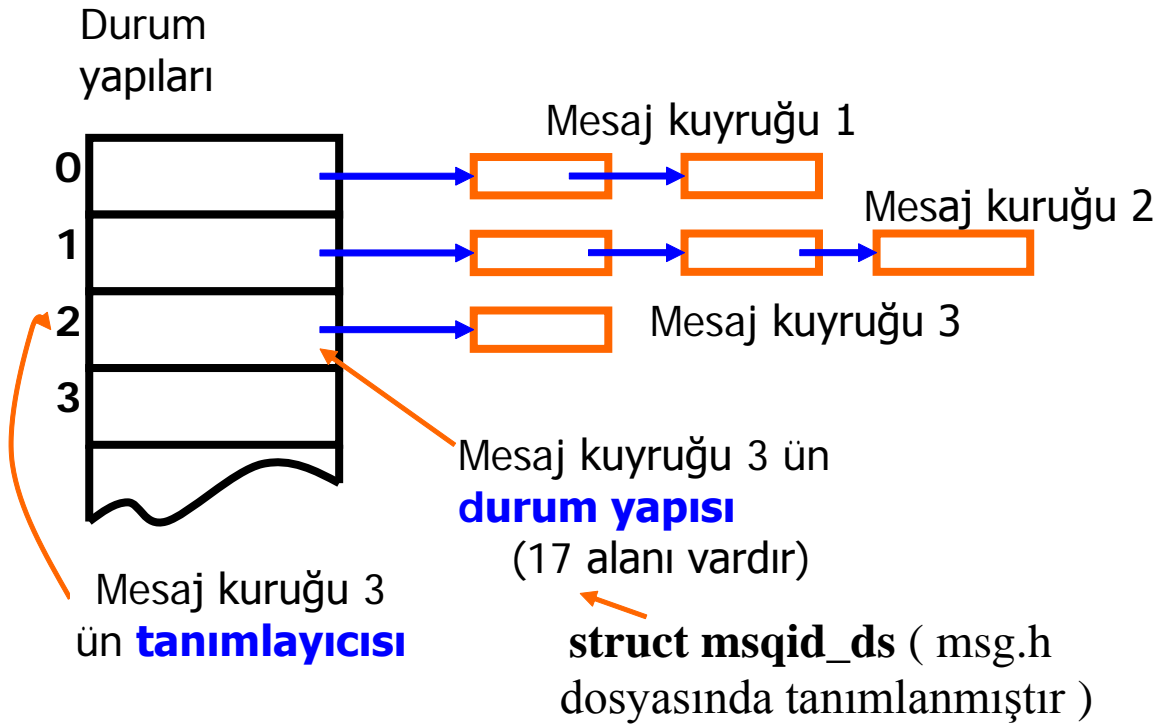 Durum
yapıları
Mesaj kuyruğu 1
0
Mesaj kuruğu 2
1
2
Mesaj kuyruğu 3
3
Mesaj kuyruğu 3 ün
durum yapısı
(17 alanı vardır)
Mesaj kuruğu 3
ün tanımlayıcısı
struct msqid_ds ( msg.h
dosyasında tanımlanmıştır )